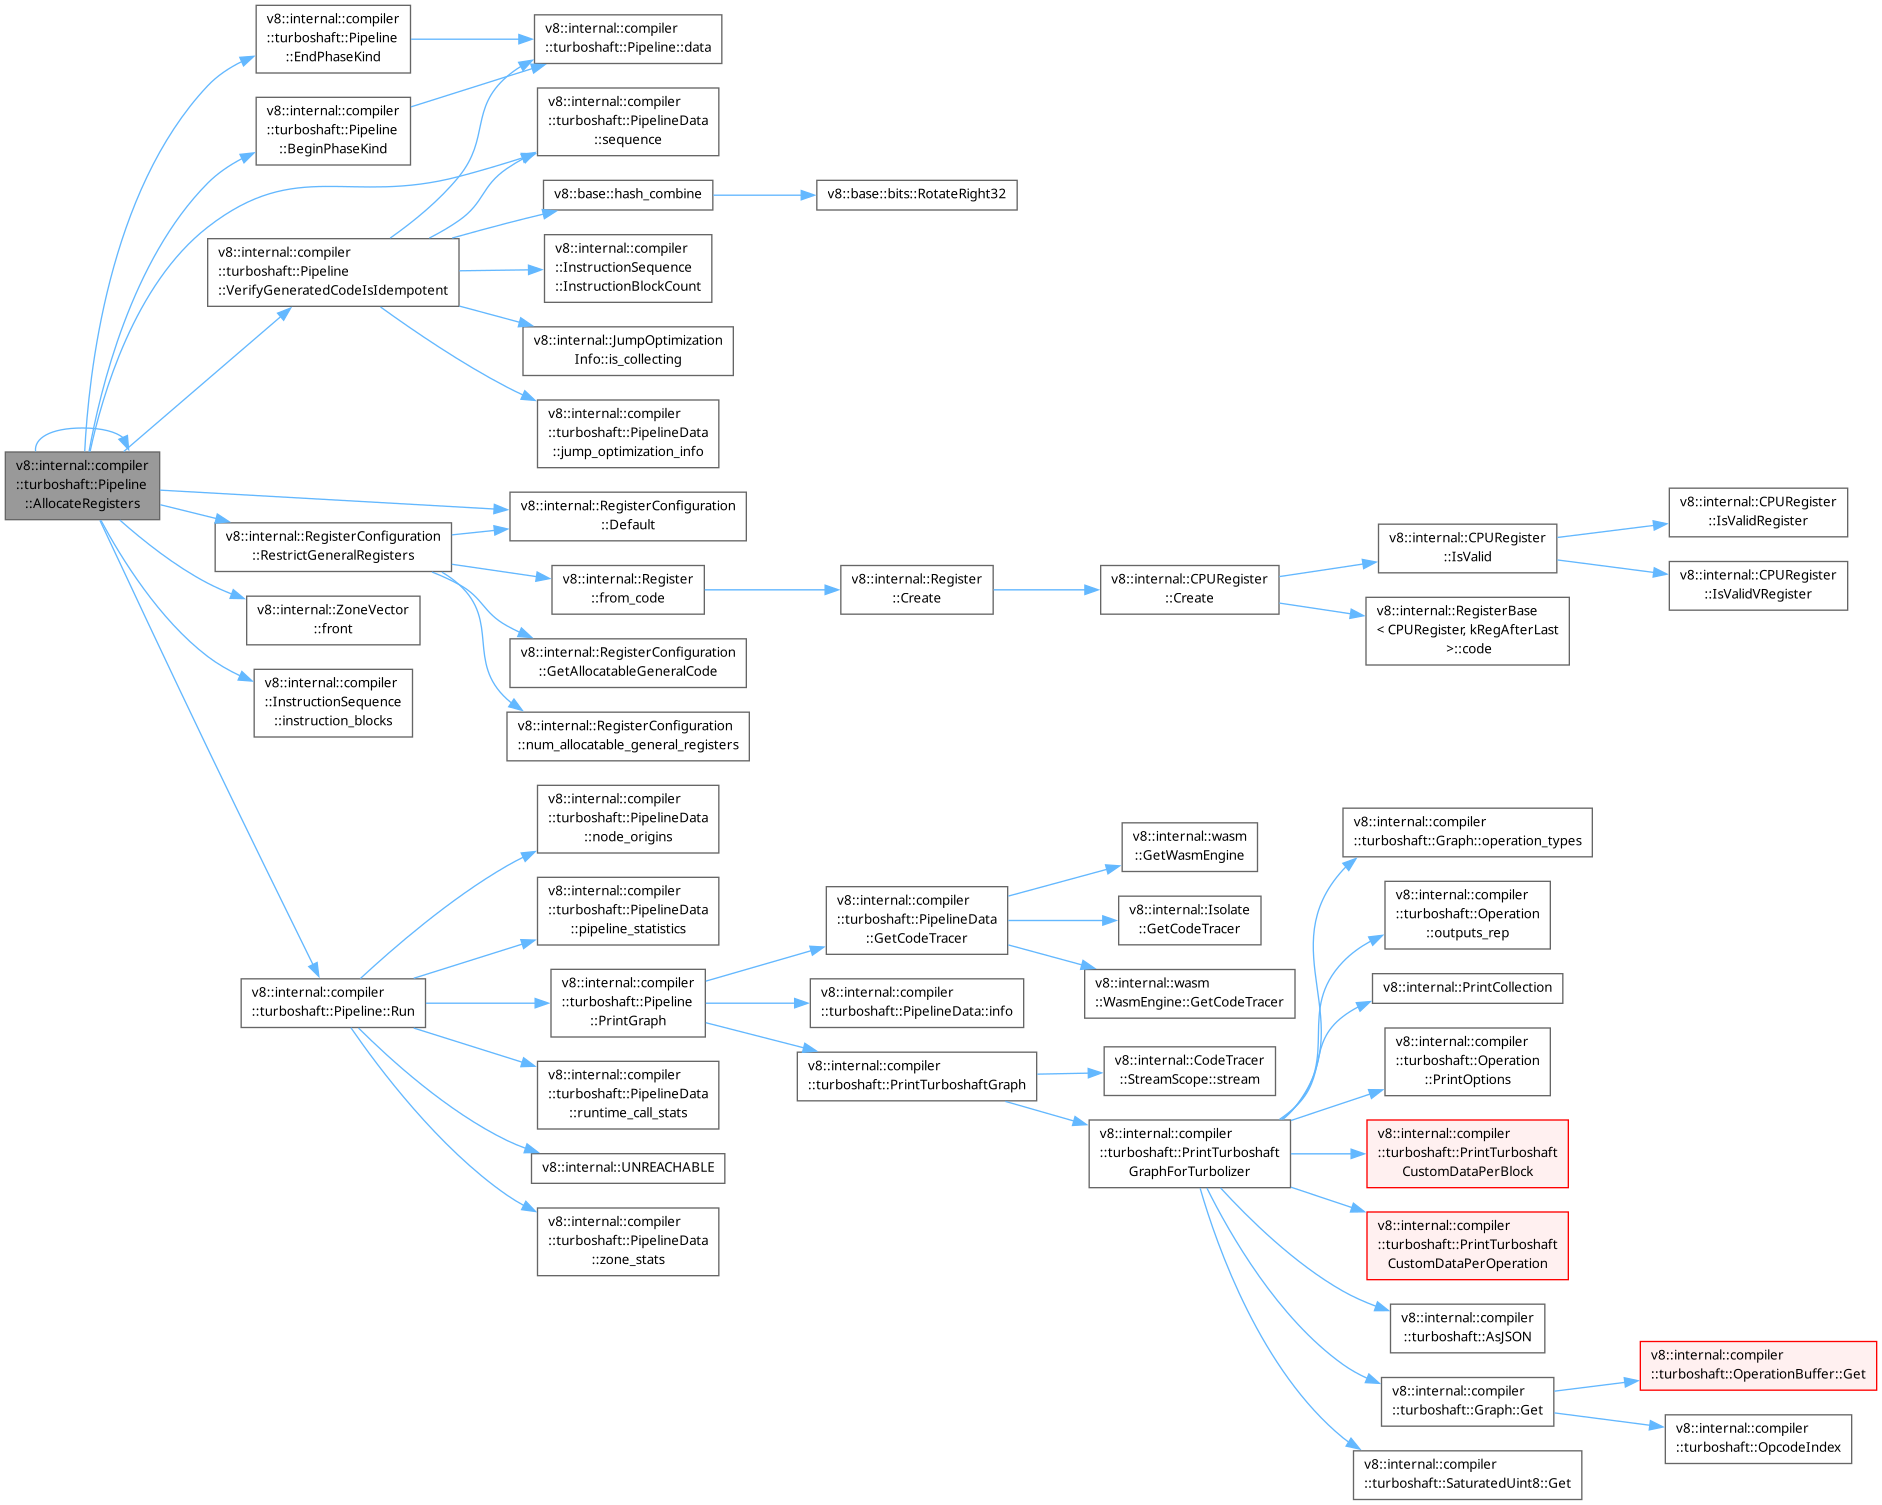 v8::internal::compiler
::turboshaft::Pipeline
::AllocateRegisters
v8::internal::compiler
::turboshaft::Pipeline
::EndPhaseKind
v8::internal::compiler
::turboshaft::Pipeline
::BeginPhaseKind
v8::internal::compiler
::turboshaft::Pipeline
::VerifyGeneratedCodeIsIdempotent
v8::internal::RegisterConfiguration
::RestrictGeneralRegisters
v8::internal::ZoneVector
::front
v8::internal::compiler
::InstructionSequence
::instruction_blocks
v8::internal::compiler
::turboshaft::Pipeline::Run
v8::internal::compiler
::turboshaft::Pipeline::data
v8::internal::compiler
::turboshaft::PipelineData
::sequence
v8::base::hash_combine
v8::internal::compiler
::InstructionSequence
::InstructionBlockCount
v8::internal::JumpOptimization
Info::is_collecting
v8::internal::compiler
::turboshaft::PipelineData
::jump_optimization_info
v8::internal::RegisterConfiguration
::Default
v8::internal::Register
::from_code
v8::internal::RegisterConfiguration
::GetAllocatableGeneralCode
v8::internal::RegisterConfiguration
::num_allocatable_general_registers
v8::internal::compiler
::turboshaft::PipelineData
::node_origins
v8::internal::compiler
::turboshaft::PipelineData
::pipeline_statistics
v8::internal::compiler
::turboshaft::Pipeline
::PrintGraph
v8::internal::compiler
::turboshaft::PipelineData
::runtime_call_stats
v8::internal::UNREACHABLE
v8::internal::compiler
::turboshaft::PipelineData
::zone_stats
v8::base::bits::RotateRight32
v8::internal::Register
::Create
v8::internal::compiler
::turboshaft::PipelineData
::GetCodeTracer
v8::internal::compiler
::turboshaft::PipelineData::info
v8::internal::compiler
::turboshaft::PrintTurboshaftGraph
v8::internal::CPURegister
::Create
v8::internal::wasm
::GetWasmEngine
v8::internal::Isolate
::GetCodeTracer
v8::internal::wasm
::WasmEngine::GetCodeTracer
v8::internal::CodeTracer
::StreamScope::stream
v8::internal::compiler
::turboshaft::PrintTurboshaft
GraphForTurbolizer
v8::internal::CPURegister
::IsValid
v8::internal::RegisterBase
< CPURegister, kRegAfterLast
>::code
v8::internal::compiler
::turboshaft::Graph::operation_types
v8::internal::compiler
::turboshaft::Operation
::outputs_rep
v8::internal::PrintCollection
v8::internal::compiler
::turboshaft::Operation
::PrintOptions
v8::internal::compiler
::turboshaft::PrintTurboshaft
CustomDataPerBlock
v8::internal::compiler
::turboshaft::PrintTurboshaft
CustomDataPerOperation
v8::internal::compiler
::turboshaft::AsJSON
v8::internal::compiler
::turboshaft::Graph::Get
v8::internal::compiler
::turboshaft::SaturatedUint8::Get
v8::internal::CPURegister
::IsValidRegister
v8::internal::CPURegister
::IsValidVRegister
v8::internal::compiler
::turboshaft::OperationBuffer::Get
v8::internal::compiler
::turboshaft::OpcodeIndex